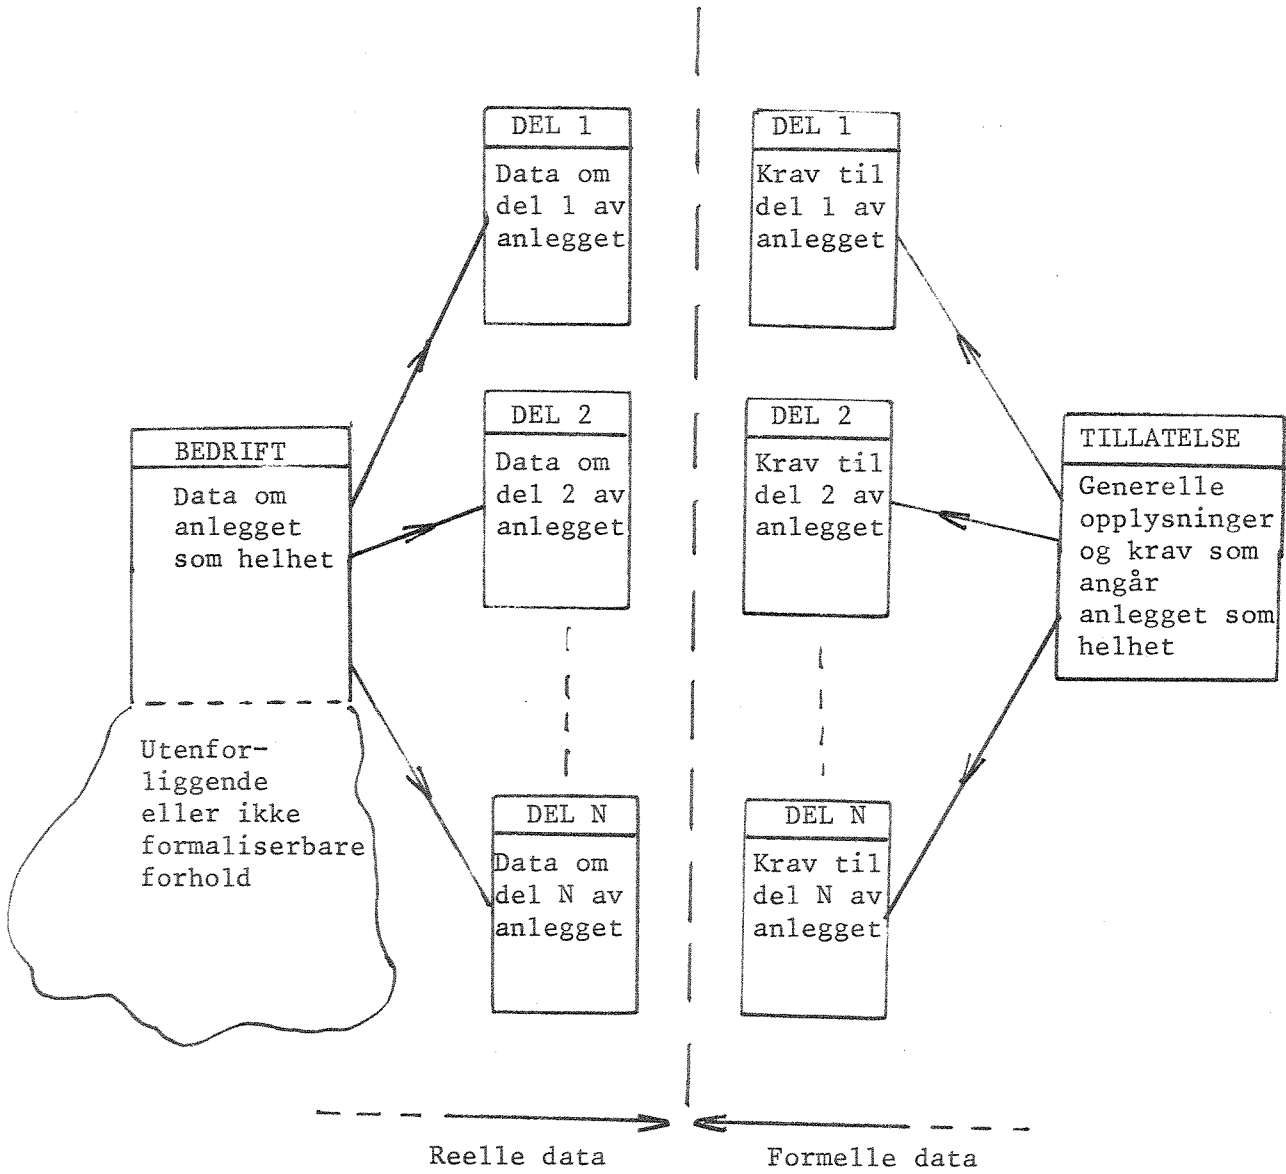 DEL 1
Data om
del 1 av
anlegget
DEL 1
Krav til
del 1 av
anlegget
DEL 2
Data om
del 2 av
anlegget
DEL 2
Krav til
del 2 av
anlegget
BEDRIFT
Data om
anlegget
som helhet
TILLATELSE
Generelle
opplysninger
og krav som
angår
anlegget som
helhet
Utenfor-
liggende
eller ikke
formaliserbare
forhold
DEL N
Data om
del N av
anlegget
DEL N
Krav til
del N av
anlegget
Reelle data
Formelle data